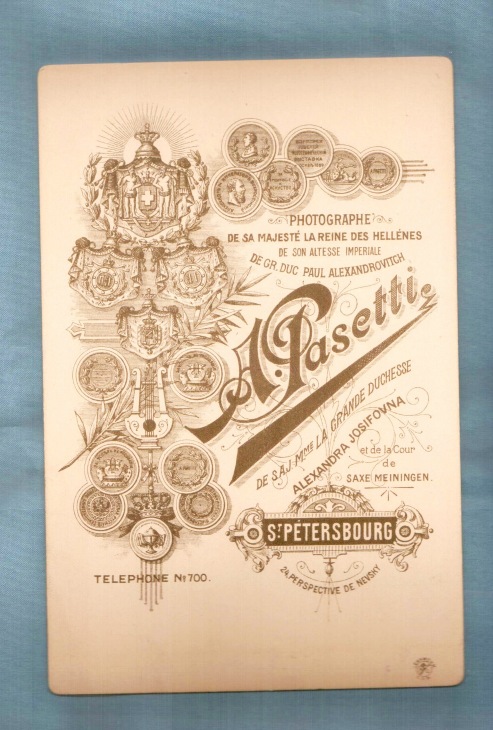 PHOTOGRAPHE
DE SA MAJESTÉ LA REINE DES HELLÉNES
DE SON ALTESSE IMPERIALE
DE GR. DUC PAUL ALEXANDROVITCH
A. Pasetti
DE S.A.J. MME LA GRANDE DUCHESSE
ALEXANDRA JOSIFOVNA
et de la Cour
de
SAXE MEININGEN.
ST. PÉTERSBOURG
24, PERSPECTIVE DE NEVSKY
TELEPHONE No 700.